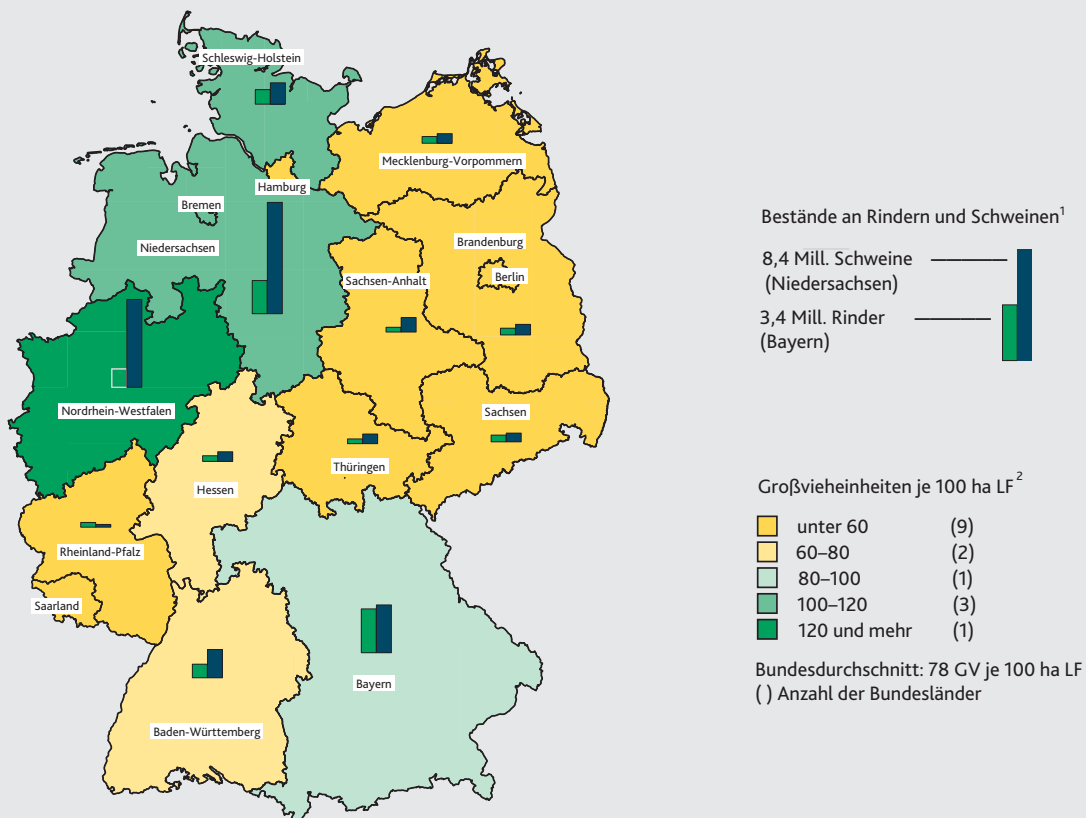 Schleswig-Holstein
Mecklenburg-Vorpommern
Hamburg
Bremen
Niedersachsen
Brandenburg
Berlin
Sachsen-Anhalt
Nordrhein-Westfalen
Sachsen
Thüringen
Hessen
Rheinland-Pfalz
Saarland
Bayern
Baden-Württemberg
Bestände an Rindern und Schweinen¹
8,4 Mill. Schweine
(Niedersachsen)
3,4 Mill. Rinder
(Bayern)
Großvieheinheiten je 100 ha LF²
unter 60 (9)
60–80 (2)
80–100 (1)
100–120 (3)
120 und mehr (1)
Bundesdurchschnitt: 78 GV je 100 ha LF
( ) Anzahl der Bundesländer